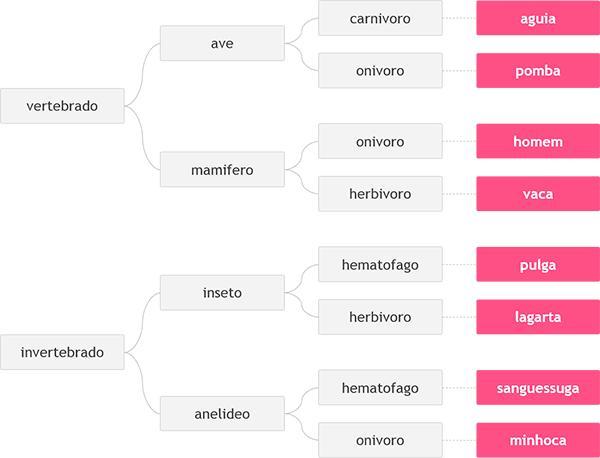 carnivoro
aguia
ave
onivoro
pomba
vertebrado
onivoro
homem
mamifero
herbivoro
vaca
hematofago
pulga
inseto
herbivoro
lagarta
invertebrado
hematofago
sanguessuga
anelideo
onivoro
minhoca